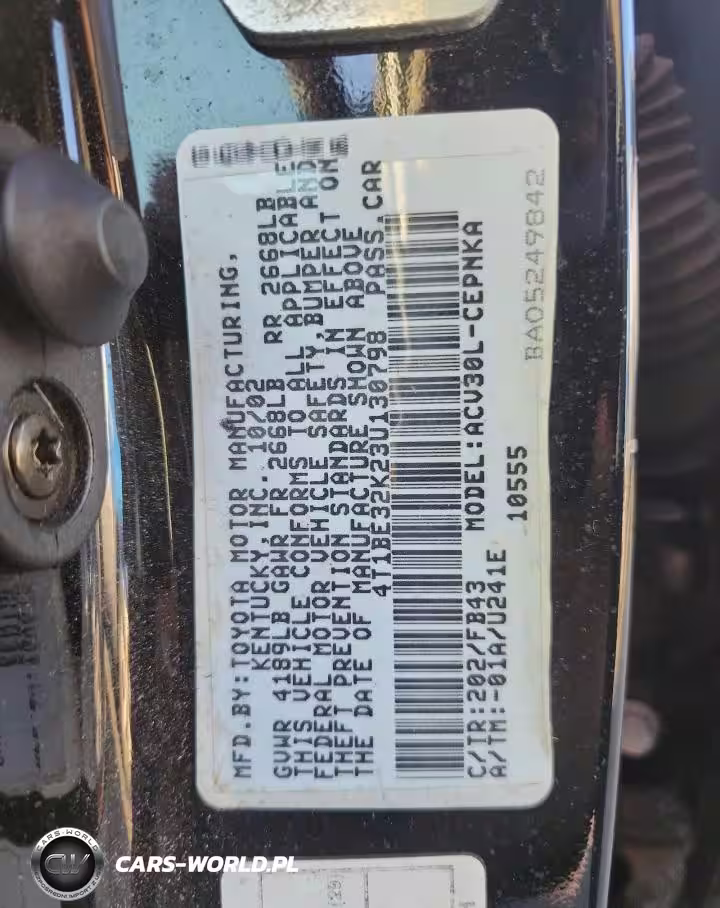 MFD.BY:TOYOTA MOTOR MANUFACTURING,
KENTUCKY,INC. 10/02
GVWR 4189LB GAWR FR 2668LB RR 2668LB
THIS VEHICLE CONFORMS TO ALL APPLICABLE
FEDERAL MOTOR VEHICLE SAFETY,BUMPER AND
THEFT PREVENTION STANDARDS IN EFFECT ON
THE DATE OF MANUFACTURE SHOWN ABOVE
4T1BE32K23U130798 PASS.CAR
C/TR:202/FB43 MODEL:ACV30L-CEPNKA
A/TM:-01A/U241E 10555
BA05249842
CARS-WORLD
CW
CARS-WORLD.PL